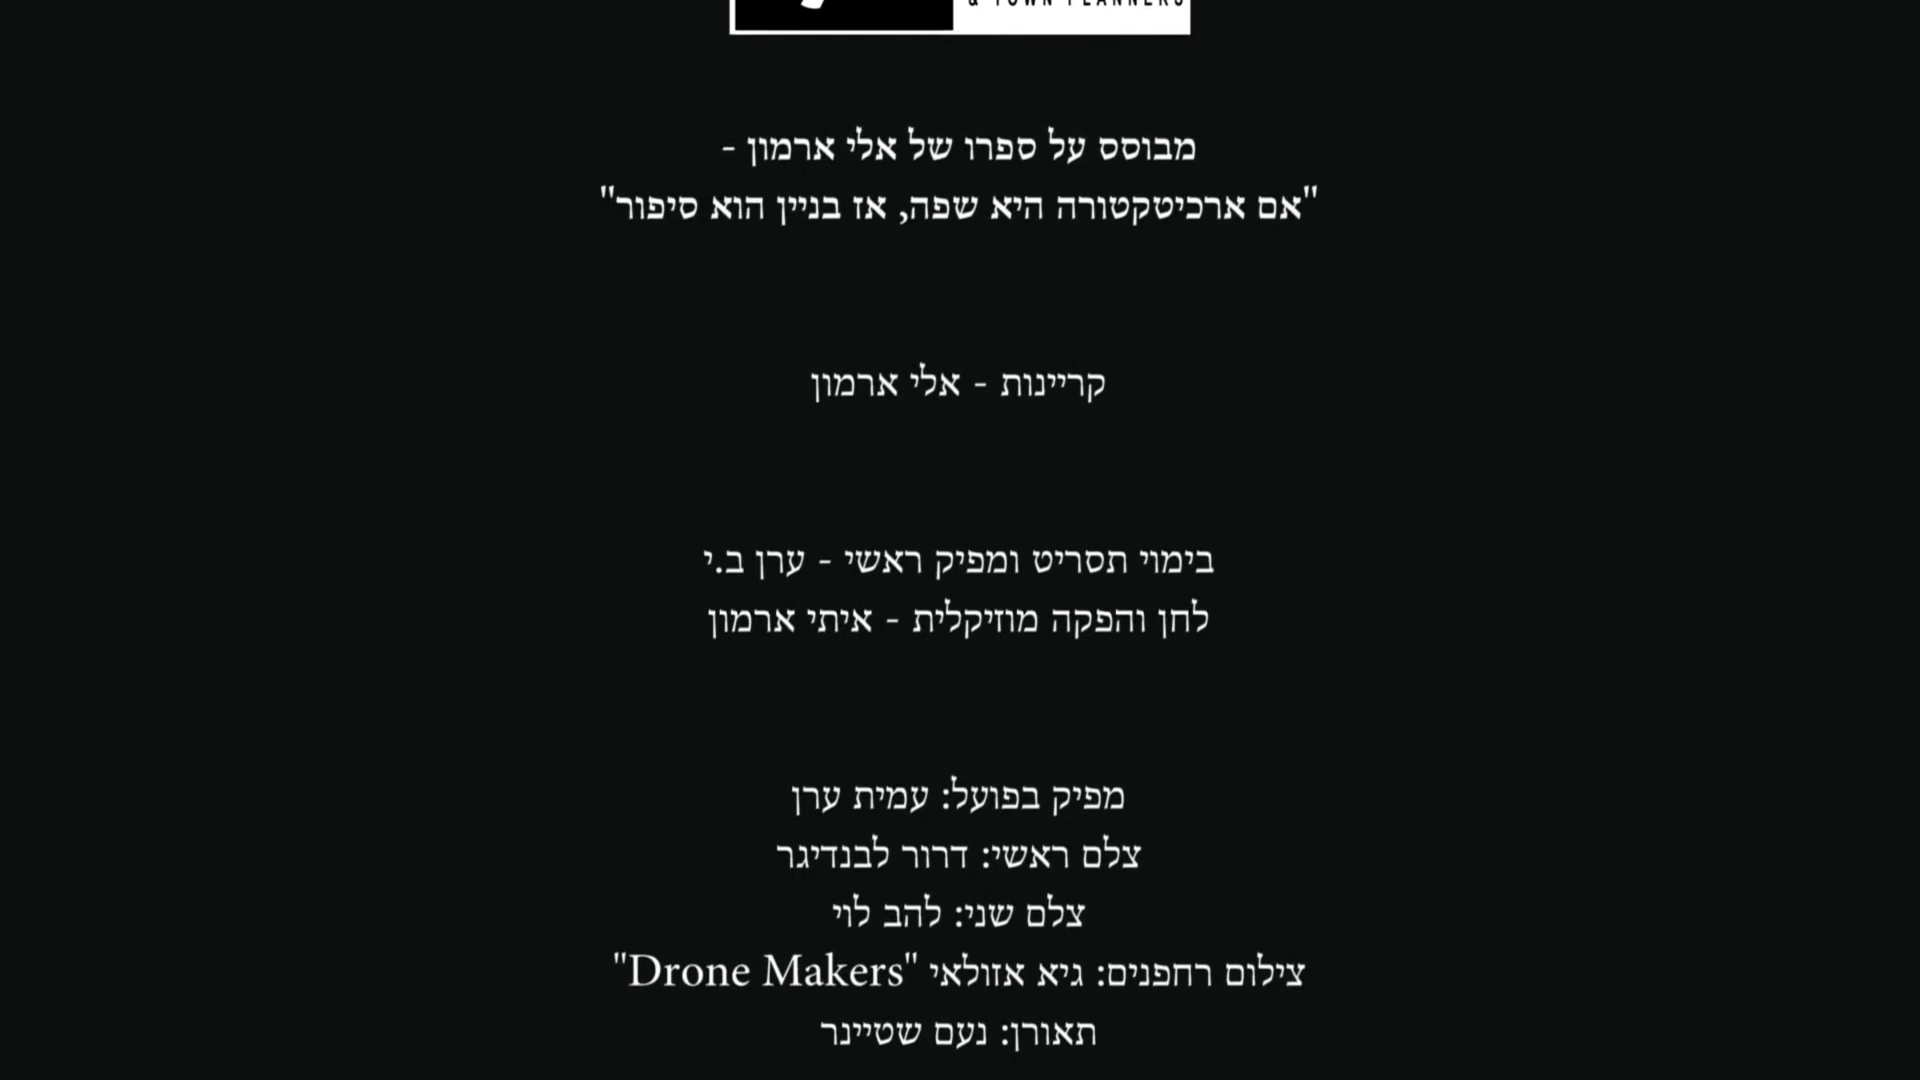 & TOWN PLANNERS
מבוסס על ספרו של אלי ארמון -
"אם ארכיטקטורה היא שפה, אז בניין הוא סיפור"
קריינות - אלי ארמון
בימוי תסריט ומפיק ראשי - ערן ב.י
לחן והפקה מוזיקלית - איתי ארמון
מפיק בפועל: עמית ערן
צלם ראשי: דרור לבנדיגר
צלם שני: להב לוי
צילום רחפנים: גיא אזולאי "Drone Makers"
תאורן: נעם שטיינר